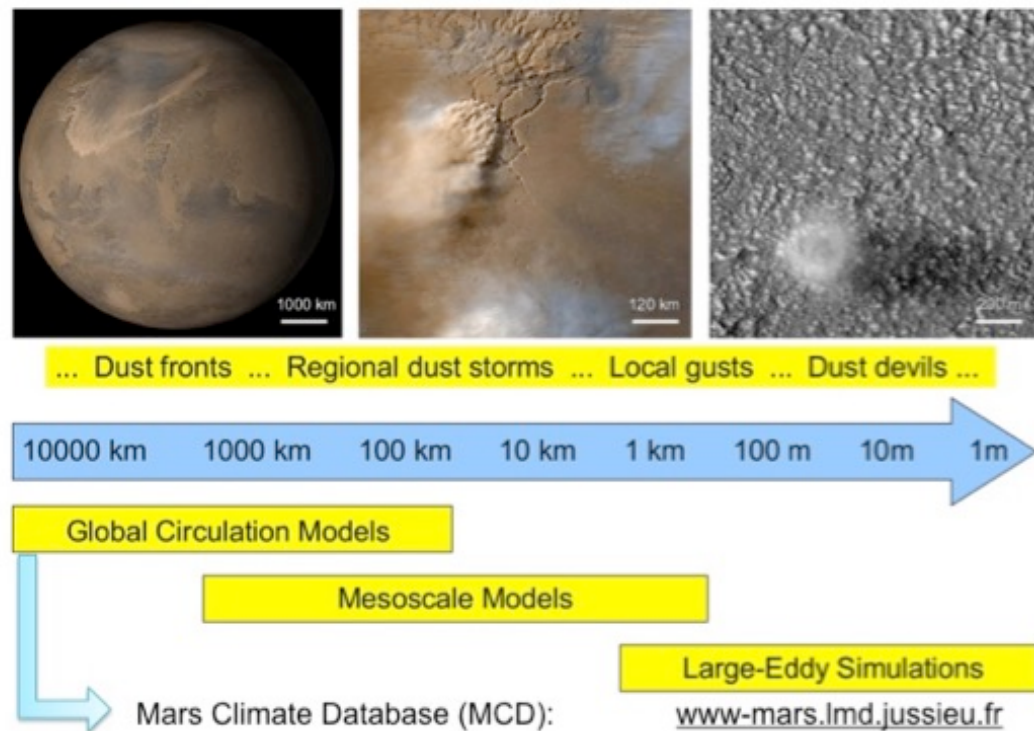 1000 km
120 km
200 m
... Dust fronts ... Regional dust storms ... Local gusts ... Dust devils ...
10000 km 1000 km 100 km 10 km 1 km 100 m 10m 1m
Global Circulation Models
Mesoscale Models
Large-Eddy Simulations
Mars Climate Database (MCD): www-mars.lmd.jussieu.fr